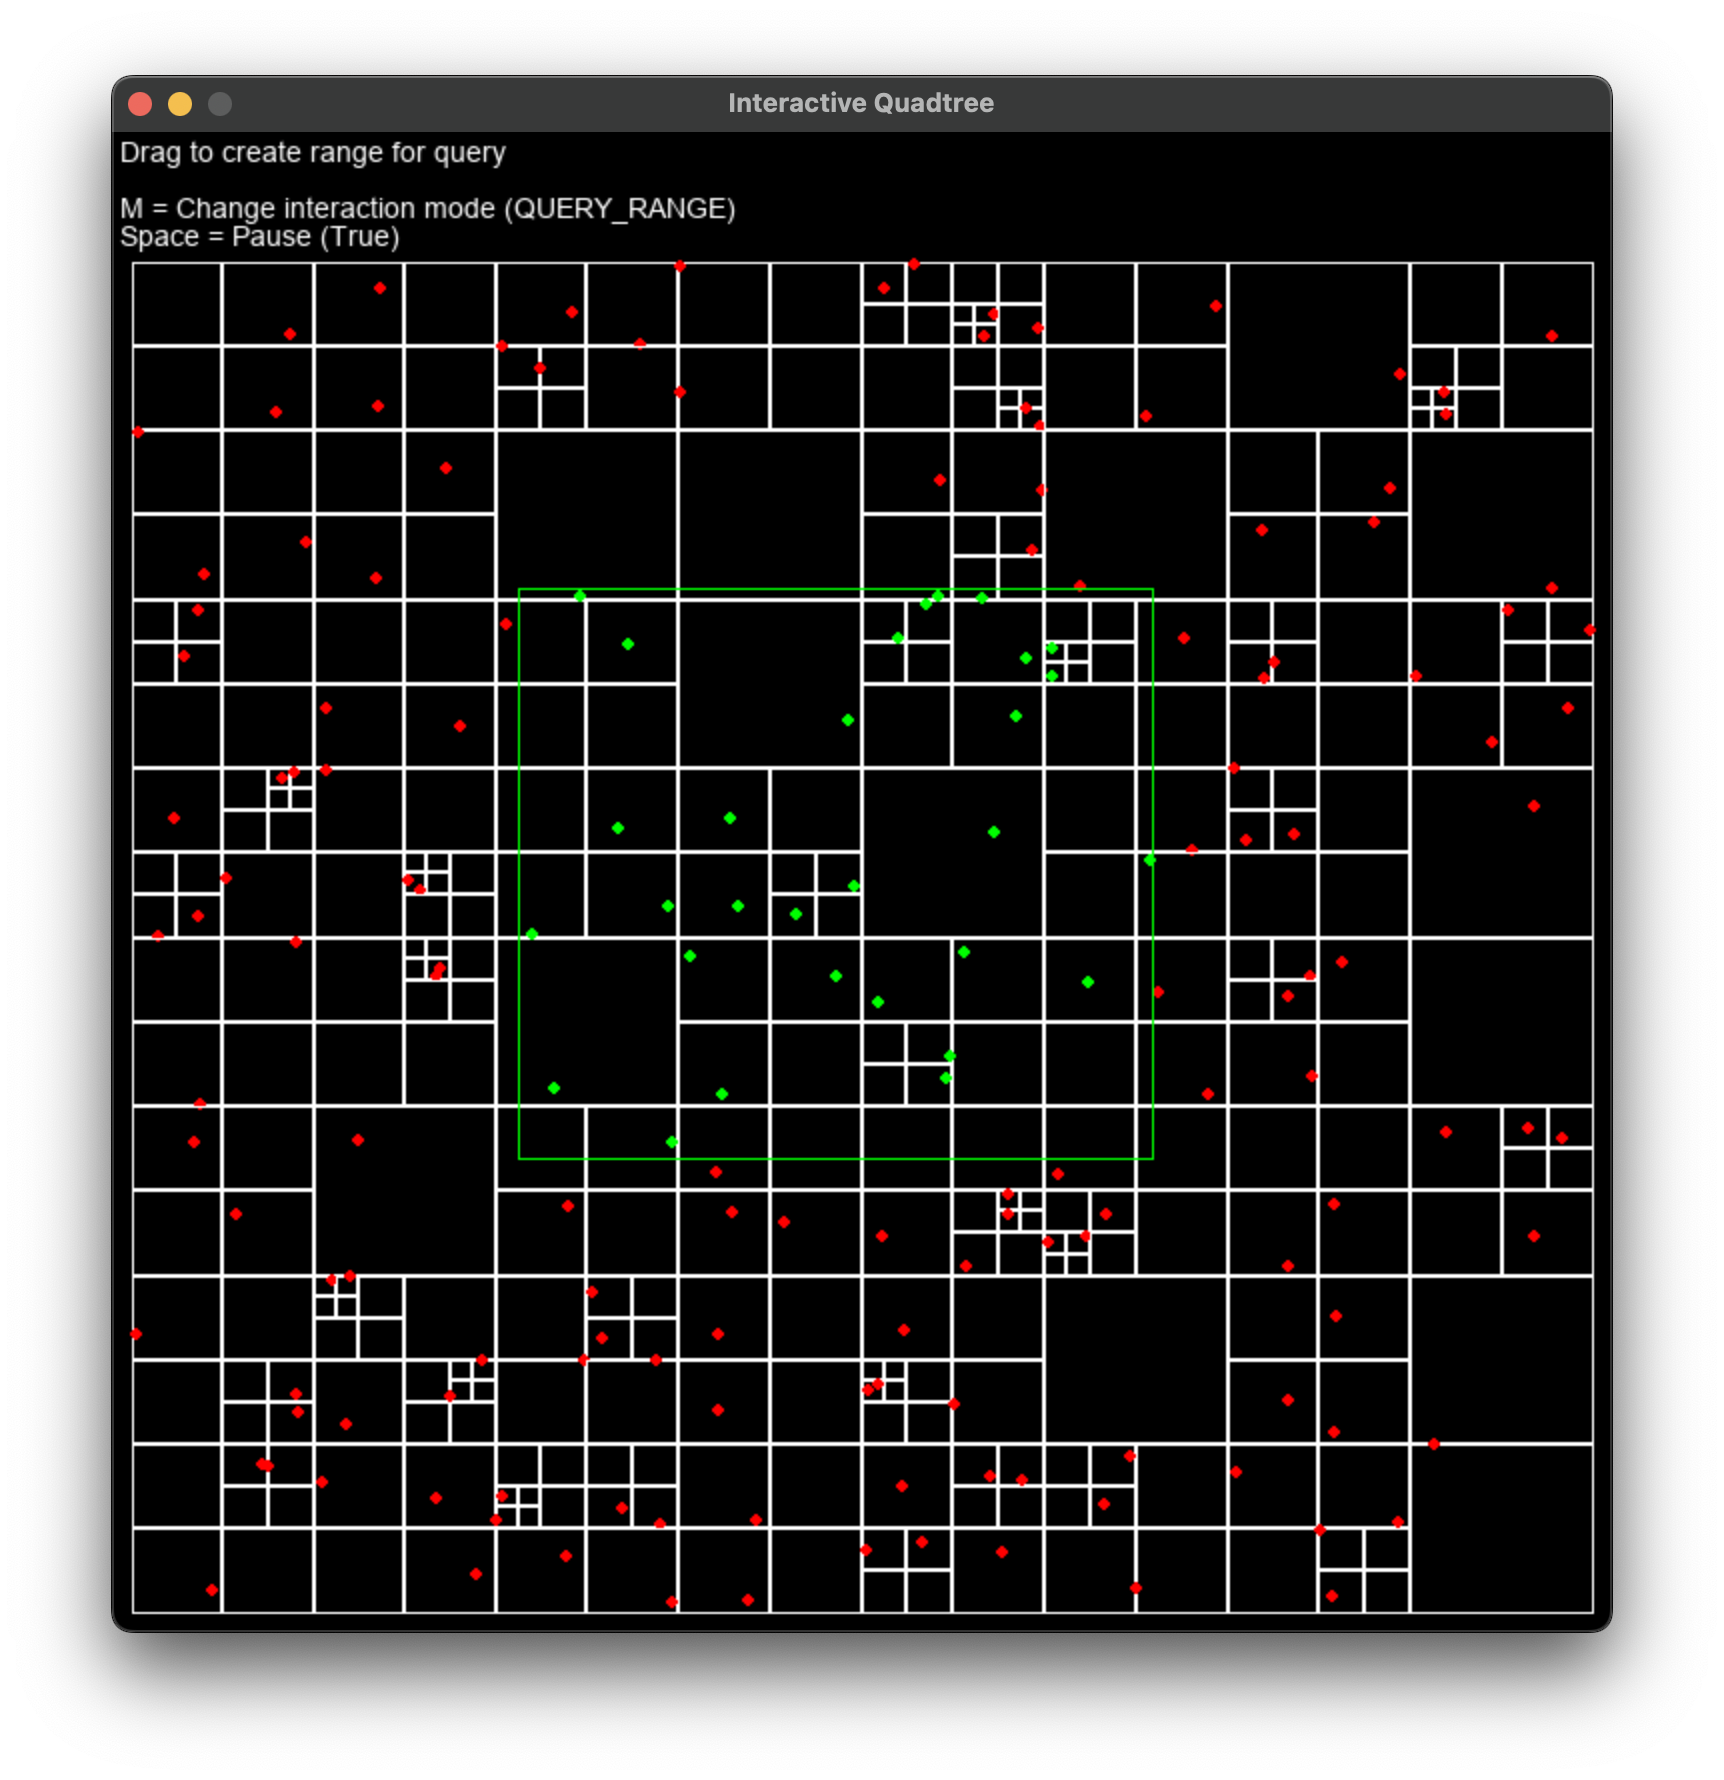 Interactive Quadtree
Drag to create range for query
M = Change interaction mode (QUERY_RANGE)
Space = Pause (True)